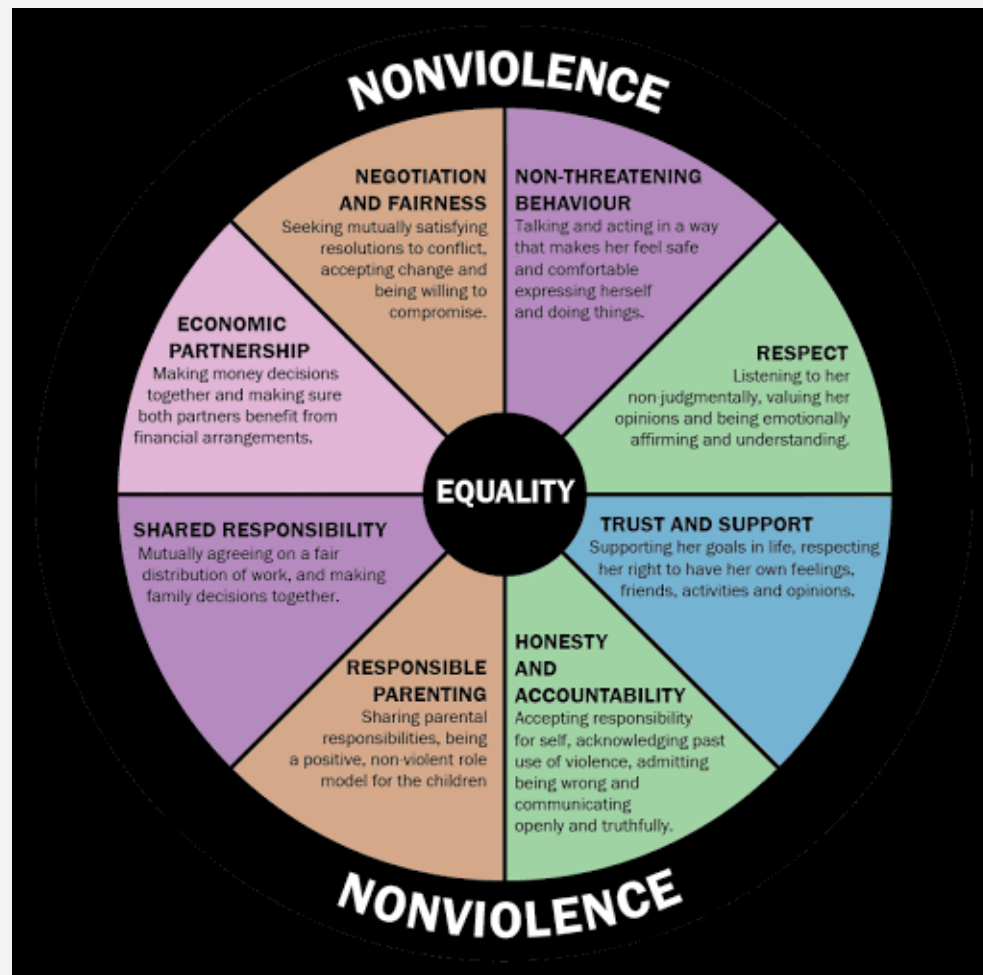 NONVIOLENCE
NEGOTIATION
AND FAIRNESS
Seeking mutually satisfying
resolutions to conflict,
accepting change and
being willing to
compromise.
NON-THREATENING
BEHAVIOUR
Talking and acting in a way
that makes her feel safe
and comfortable
expressing herself
and doing things.
ECONOMIC
PARTNERSHIP
Making money decisions
together and making sure
both partners benefit from
financial arrangements.
RESPECT
Listening to her
non judgmentally, valuing her
opinions and being emotionally
affirming and understanding.
EQUALITY
SHARED RESPONSIBILITY
Mutually agreeing on a fair
distribution of work, and making
family decisions together.
TRUST AND SUPPORT
Supporting her goals in life, respecting
her right to have her own feelings,
friends, activities and opinions.
RESPONSIBLE
PARENTING
Sharing parental
responsibilities, being
a positive, non-violent role
model for the children
HONESTY
AND
ACCOUNTABILITY
Accepting responsibility
for self, acknowledging past
use of violence, admitting
being wrong and
communicating
openly and truthfully.
NONVIOLENCE